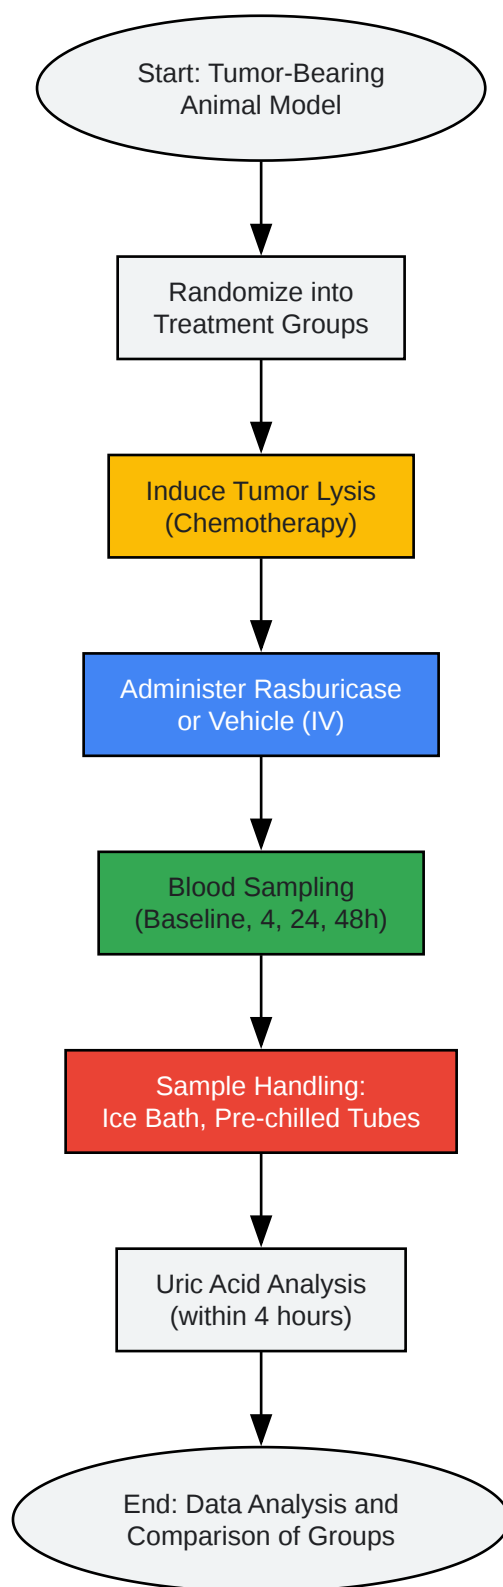 Start: Tumor-Bearing
Animal Model
Randomize into
Treatment Groups
Induce Tumor Lysis
(Chemotherapy)
Administer Rasburicase
or Vehicle (IV)
Blood Sampling
(Baseline, 4, 24, 48h)
Sample Handling:
Ice Bath, Pre-chilled Tubes
Uric Acid Analysis
(within 4 hours)
End: Data Analysis and
Comparison of Groups